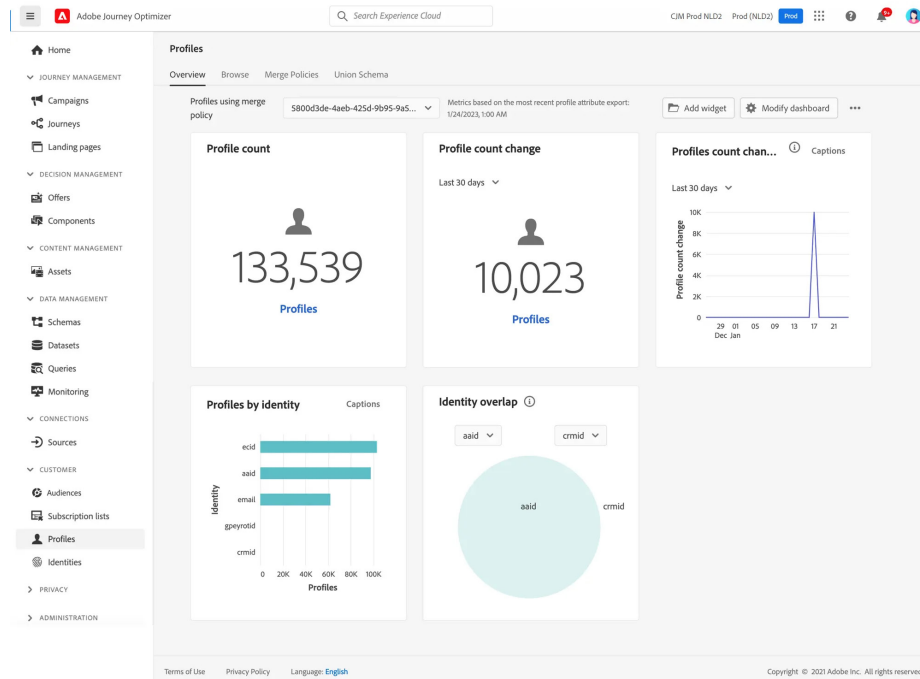 Adobe Journey Optimizer
Search Experience Cloud
CJM Prod NLD2
Prod (NLD2)
Prod
9+
Home
JOURNEY MANAGEMENT
Campaigns
Journeys
Landing pages
DECISION MANAGEMENT
Offers
Components
CONTENT MANAGEMENT
Assets
DATA MANAGEMENT
Schemas
Datasets
Queries
Monitoring
CONNECTIONS
Sources
CUSTOMER
Audiences
Subscription lists
Profiles
Identities
PRIVACY
ADMINISTRATION
Profiles
Overview Browse Merge Policies Union Schema
Profiles using merge
policy
5800d3de-4aeb-425d-9b95-9a5...
Metrics based on the most recent profile attribute export:
1/24/2023, 1:00 AM
Add widget
Modify dashboard
Profile count
133,539
Profiles
Profile count change
Last 30 days
10,023
Profiles
Profiles count chan...
Captions
Last 30 days
Profile count change
10K
8K
6K
4K
2K
0
29 01 05 09 13 17 21
Dec Jan
Profiles by identity
Captions
Identity
ecid
aaid
email
gpeyrotid
crmid
0 20K 40K 60K 80K 100K
Profiles
Identity overlap
aaid
crmid
aaid
crmid
Terms of Use Privacy Policy Language: English
Copyright © 2021 Adobe Inc. All rights reserved